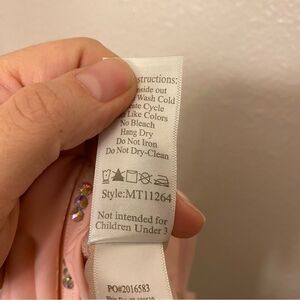 structions:
inside out
Wash Cold
ate Cycle
Like Colors
No Bleach
Hang Dry
Do Not Iron
Do Not Dry-Clean
Style:MT11264
Not intended for
Children Under 3
PO#2016583